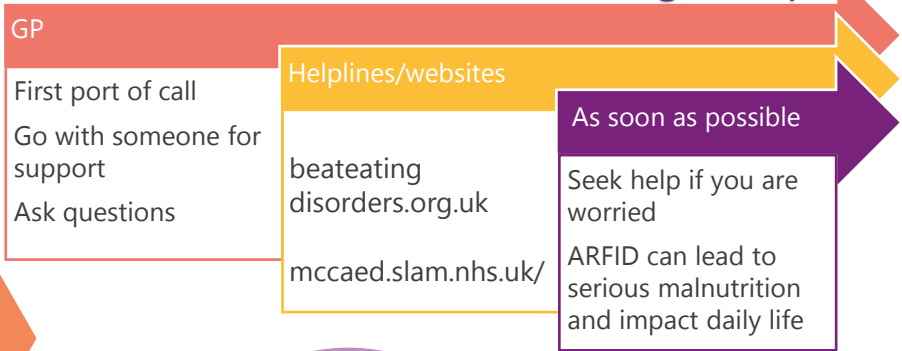 GP
First port of call
Go with someone for
support
Ask questions
Helplines/websites
beateating
disorders.org.uk
mccaed.slam.nhs.uk/
As soon as possible
Seek help if you are
worried
ARFID can lead to
serious malnutrition
and impact daily life